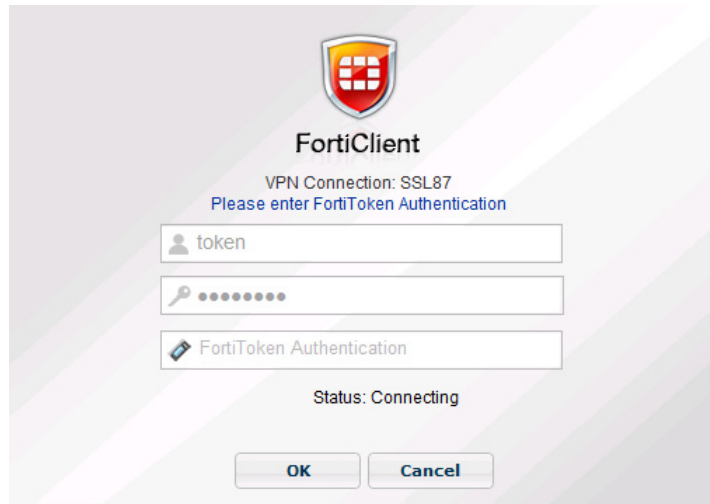 FortiClient
VPN Connection: SSL87
Please enter FortiToken Authentication
token
●●●●●●●●
FortiToken Authentication
Status: Connecting
OK Cancel